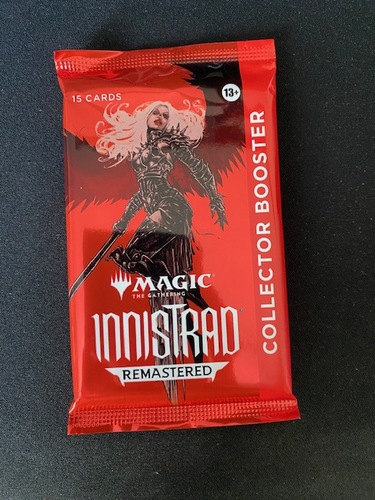 15 CARDS
13+
COLLECTOR BOOSTER
MAGIC
THE GATHERING
INNISTRAD
REMASTERED